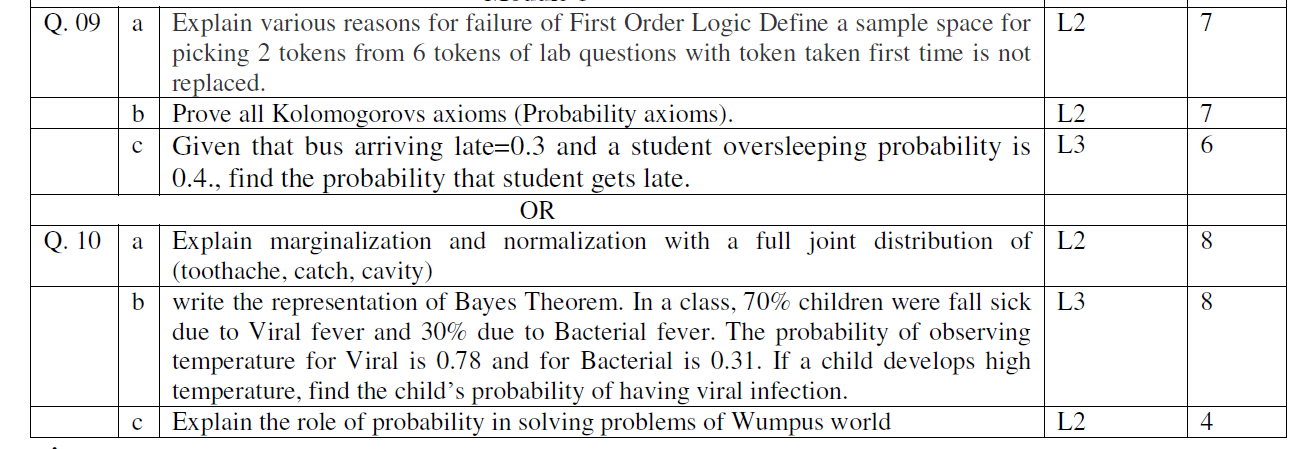 Q. 09 a Explain various reasons for failure of First Order Logic Define a sample space for L2 7
picking 2 tokens from 6 tokens of lab questions with token taken first time is not
replaced.
b Prove all Kolomogorovs axioms (Probability axioms). L2 7
c Given that bus arriving late=0.3 and a student oversleeping probability is L3 6
0.4., find the probability that student gets late.
OR
Q. 10 a Explain marginalization and normalization with a full joint distribution of L2 8
(toothache, catch, cavity)
b write the representation of Bayes Theorem. In a class, 70% children were fall sick L3 8
due to Viral fever and 30% due to Bacterial fever. The probability of observing
temperature for Viral is 0.78 and for Bacterial is 0.31. If a child develops high
temperature, find the child's probability of having viral infection.
c Explain the role of probability in solving problems of Wumpus world L2 4